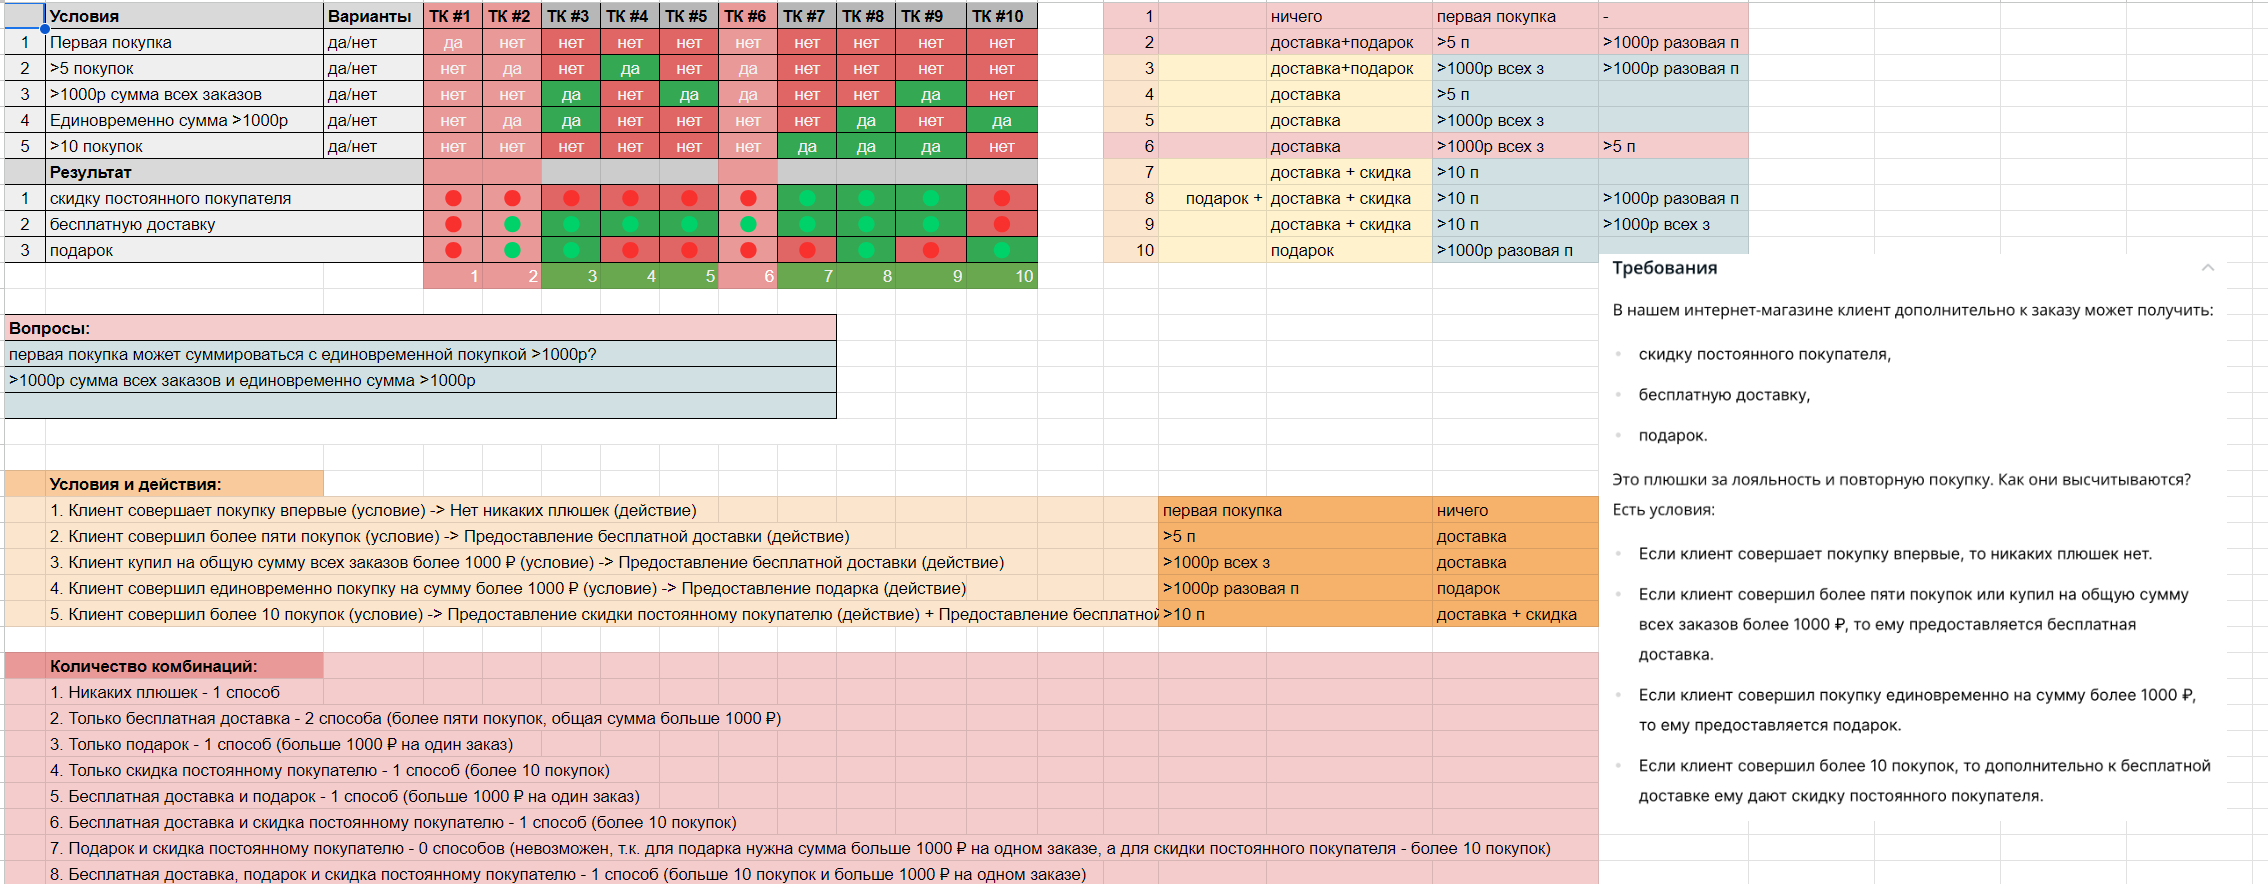 1 Условия Варианты ТК #1 ТК #2 ТК #3 ТК #4 ТК #5 ТК #6 ТК #7 ТК #8 ТК #9 ТК #10
1 Первая покупка да/нет да нет нет нет нет нет нет нет нет нет
2 >5 покупок да/нет нет да нет да нет да нет нет нет нет
3 >1000р сумма всех заказов да/нет нет нет да нет да да нет нет да нет
4 Единовременно сумма >1000р да/нет нет да да нет нет нет нет да нет да
5 >10 покупок да/нет нет нет нет нет нет нет да да да нет
Результат
1 скидку постоянного покупателя
2 бесплатную доставку
3 подарок
1 2 3 4 5 6 7 8 9 10
1 ничего первая покупка -
2 доставка+подарок >5 п >1000р разовая п
3 доставка+подарок >1000р всех з >1000р разовая п
4 доставка >5 п
5 доставка >1000р всех з
6 доставка >1000р всех з >5 п
7 доставка + скидка >10 п
8 подарок + доставка + скидка >10 п >1000р разовая п
9 доставка + скидка >10 п >1000р всех з
10 подарок >1000р разовая п
Вопросы:
первая покупка может суммироваться с единовременной покупкой >1000р?
>1000р сумма всех заказов и единовременно сумма >1000р
Условия и действия:
1. Клиент совершает покупку впервые (условие) -> Нет никаких плюшек (действие)
2. Клиент совершил более пяти покупок (условие) -> Предоставление бесплатной доставки (действие)
3. Клиент купил на общую сумму всех заказов более 1000 ₽ (условие) -> Предоставление бесплатной доставки (действие)
4. Клиент совершил единовременно покупку на сумму более 1000 ₽ (условие) -> Предоставление подарка (действие)
5. Клиент совершил более 10 покупок (условие) -> Предоставление скидки постоянному покупателю (действие) + Предоставление бесплатной
первая покупка ничего
>5 п доставка
>1000р всех з доставка
>1000р разовая п подарок
>10 п доставка + скидка
Количество комбинаций:
1. Никаких плюшек - 1 способ
2. Только бесплатная доставка - 2 способа (более пяти покупок, общая сумма больше 1000 ₽)
3. Только подарок - 1 способ (больше 1000 ₽ на один заказ)
4. Только скидка постоянному покупателю - 1 способ (более 10 покупок)
5. Бесплатная доставка и подарок - 1 способ (больше 1000 ₽ на один заказ)
6. Бесплатная доставка и скидка постоянному покупателю - 1 способ (более 10 покупок)
7. Подарок и скидка постоянному покупателю - 0 способов (невозможен, т.к. для подарка нужна сумма больше 1000 ₽ на одном заказе, а для скидки постоянного покупателя - более 10 покупок)
8. Бесплатная доставка, подарок и скидка постоянному покупателю - 1 способ (больше 10 покупок и больше 1000 ₽ на одном заказе)
Требования
В нашем интернет-магазине клиент дополнительно к заказу может получить:
скидку постоянного покупателя,
бесплатную доставку,
подарок.
Это плюшки за лояльность и повторную покупку. Как они высчитываются?
Есть условия:
Если клиент совершает покупку впервые, то никаких плюшек нет.
Если клиент совершил более пяти покупок или купил на общую сумму
всех заказов более 1000 ₽, то ему предоставляется бесплатная
доставка.
Если клиент совершил покупку единовременно на сумму более 1000 ₽,
то ему предоставляется подарок.
Если клиент совершил более 10 покупок, то дополнительно к бесплатной
доставке ему дают скидку постоянного покупателя.